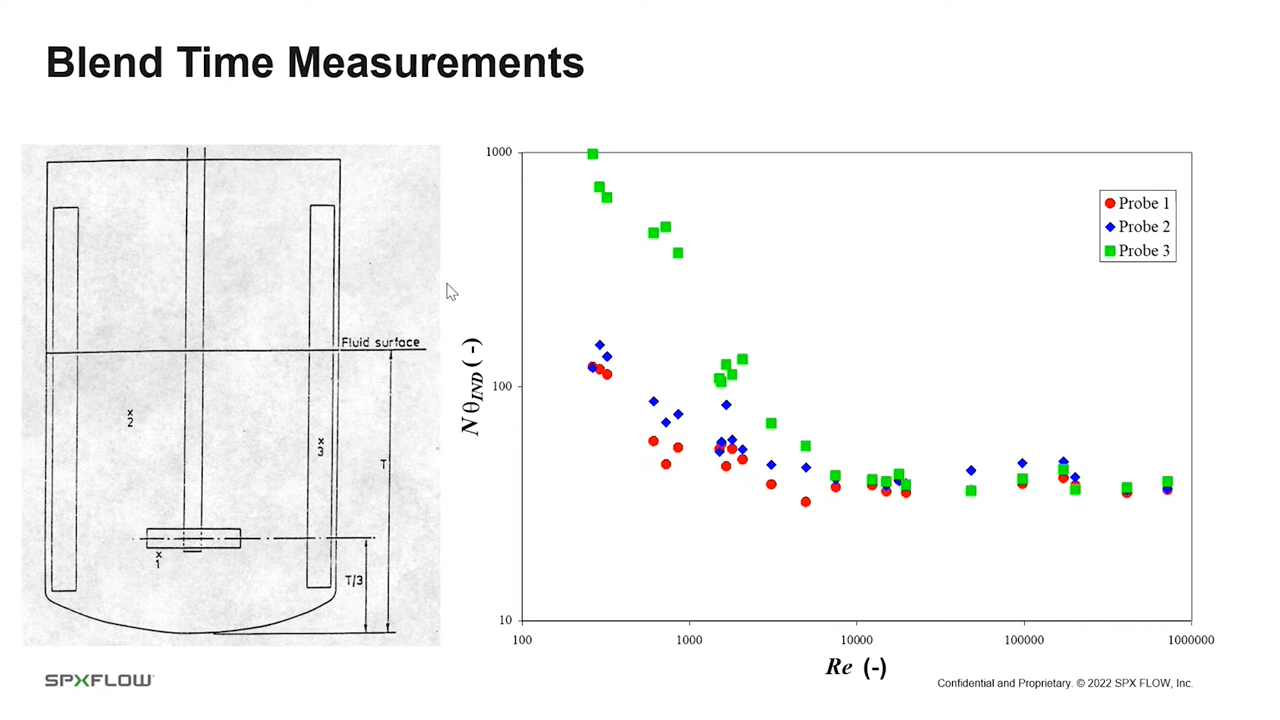 Blend Time Measurements
Fluid surface
x
2
x
3
T
x
1
T/3
1000
100
10
N θIND (-)
100
1000
10000
100000
1000000
Re (-)
Probe 1
Probe 2
Probe 3
SPXFLOW
Confidential and Proprietary. © 2022 SPX FLOW, Inc.